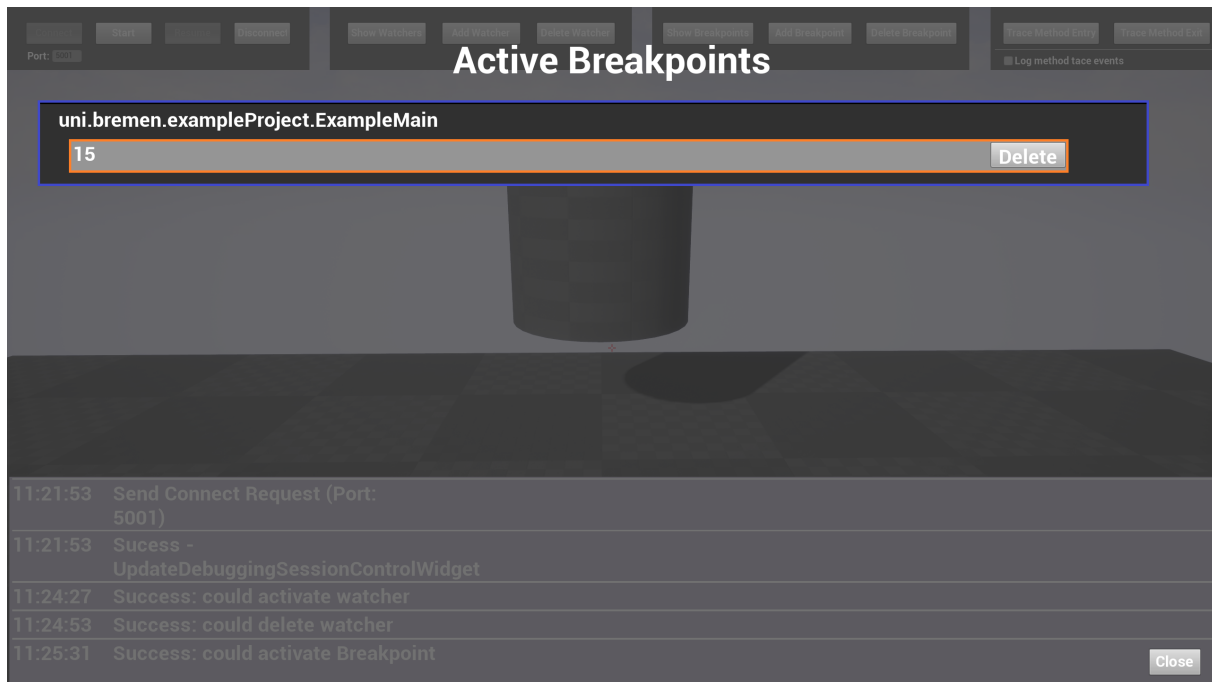 Start
Disconnect
Show Watchers
Add Watcher
Delete Watcher
Show Breakpoints
Add Breakpoint
Delete Breakpoint
Trace Method Entry
Trace Method Exit
Port:
Log method tace events
Active Breakpoints
uni.bremen.exampleProject.ExampleMain
15
Delete
11:21:53 Send Connect Request (Port:
5001)
11:21:53 Sucess -
UpdateDebuggingSessionControlWidget
11:24:27 Success: could activate watcher
11:24:53 Success: could delete watcher
11:25:31 Success: could activate Breakpoint
Close